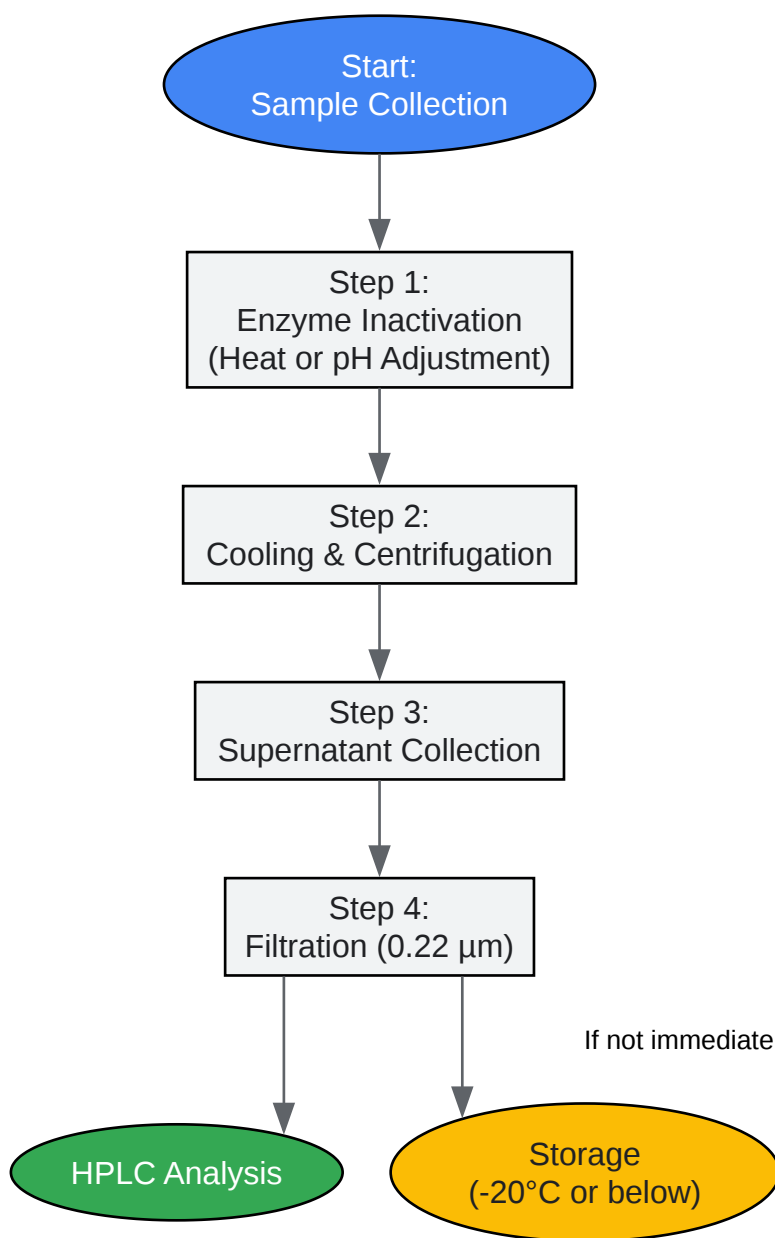 Start:
Sample Collection
Step 1:
Enzyme Inactivation
(Heat or pH Adjustment)
Step 2:
Cooling & Centrifugation
Step 3:
Supernatant Collection
Step 4:
Filtration (0.22 µm)
If not immediate
HPLC Analysis
Storage
(-20°C or below)